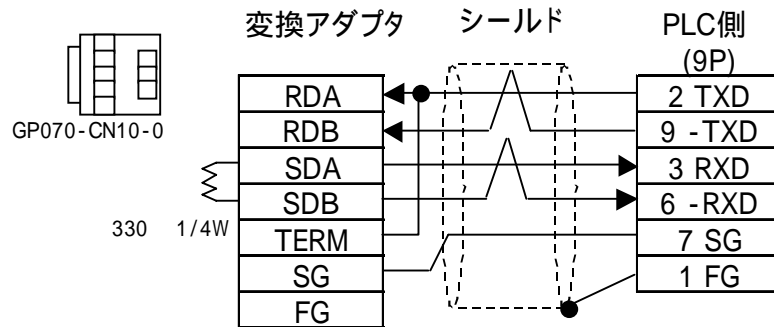 変換アダプタ シールド PLC側
(9P)
GP070-CN10-0
RDA 2 TXD
RDB 9 -TXD
SDA 3 RXD
SDB 6 -RXD
330 1/4W
TERM 7 SG
SG 1 FG
FG